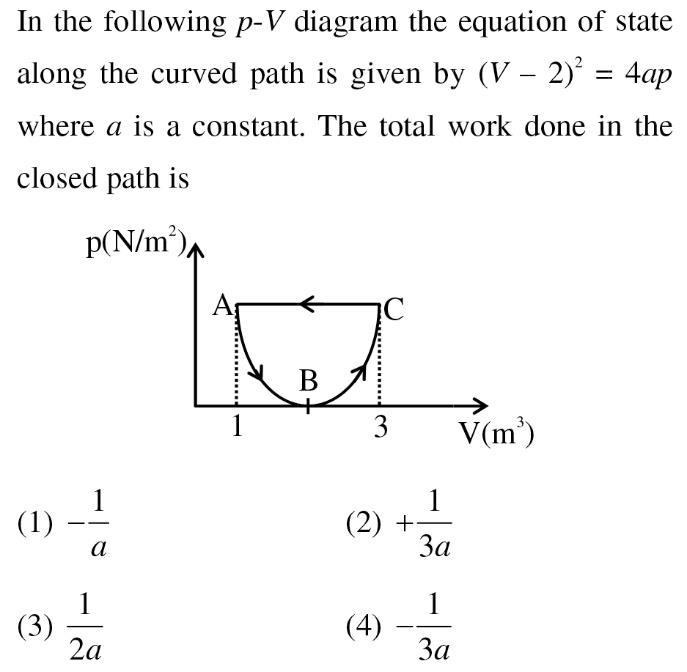 In the following p-V diagram the equation of state
along the curved path is given by (V – 2)² = 4ap
where a is a constant. The total work done in the
closed path is
p(N/m²)
A
C
B
1
3
V(m³)
(1) –1/a
(2) +1/3a
(3) 1/2a
(4) –1/3a